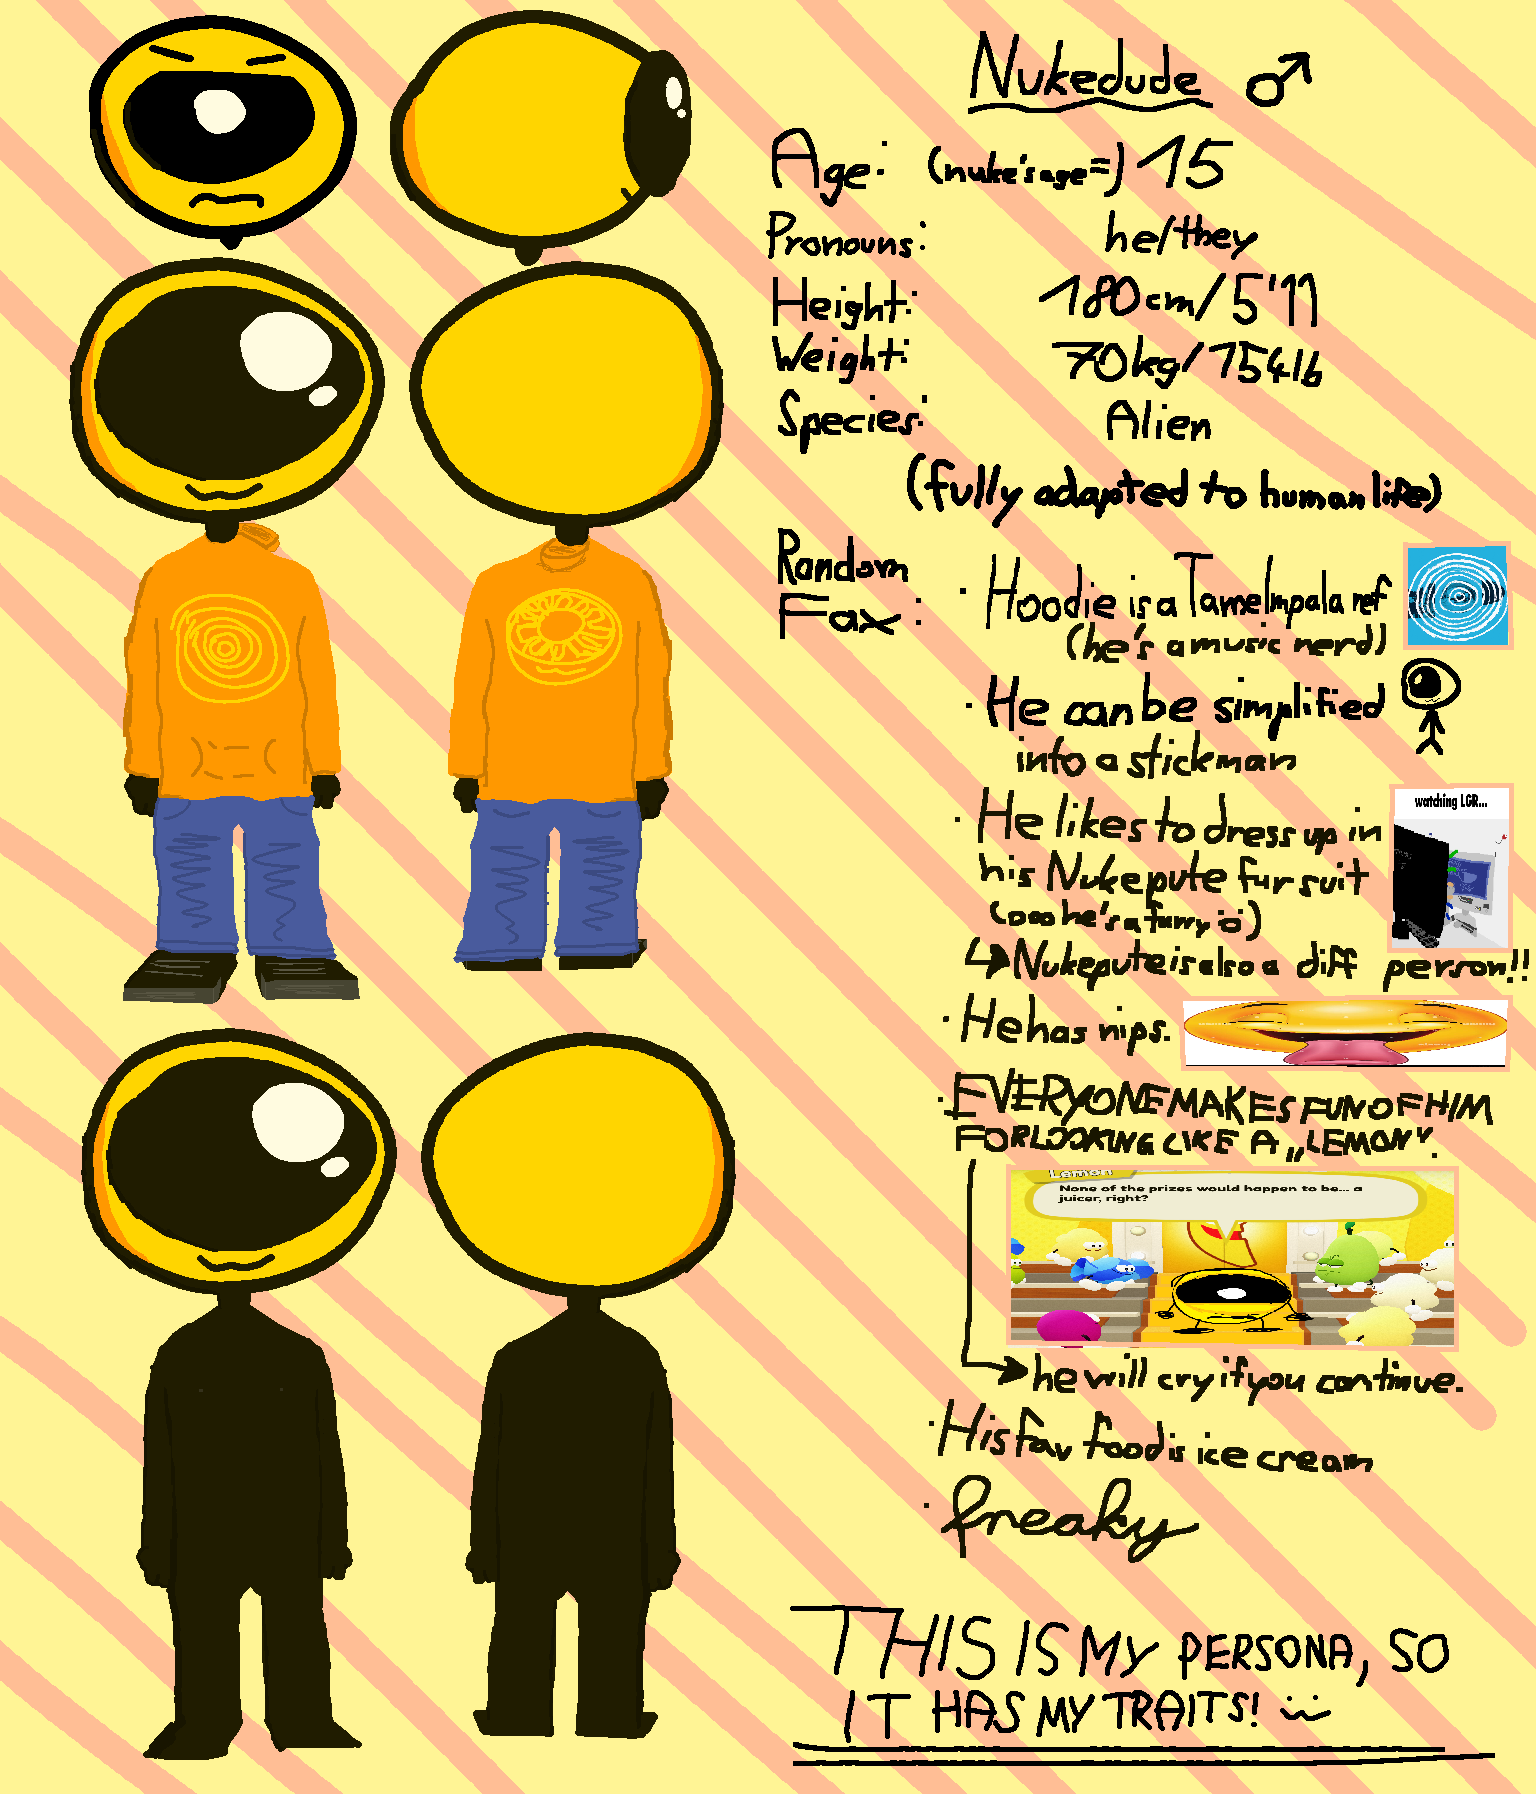 Nukedude ♂
Age: (nuke's age=) 15
Pronouns: he/they
Height: 180cm/5'11
Weight: 70kg/154lb
Species: Alien
(fully adapted to human life)
Random
Fax:
· Hoodie is a Tame Impala ref
(he's a music nerd)
· He can be simplified
into a stickman
· He likes to dress up in
his Nukepute fursuit
(ooo he's a furry :3)
↳ Nukepute is also a diff person!!
watching LGR...
· He has nips.
· EVERYONE MAKES FUN OF HIM
FOR LOOKING LIKE A „LEMON".
Lemon
None of the prizes would happen to be... a
juicer, right?
→ he will cry if you continue.
· His fav food is ice cream
· freaky
THIS IS MY PERSONA, SO
IT HAS MY TRAITS! :3